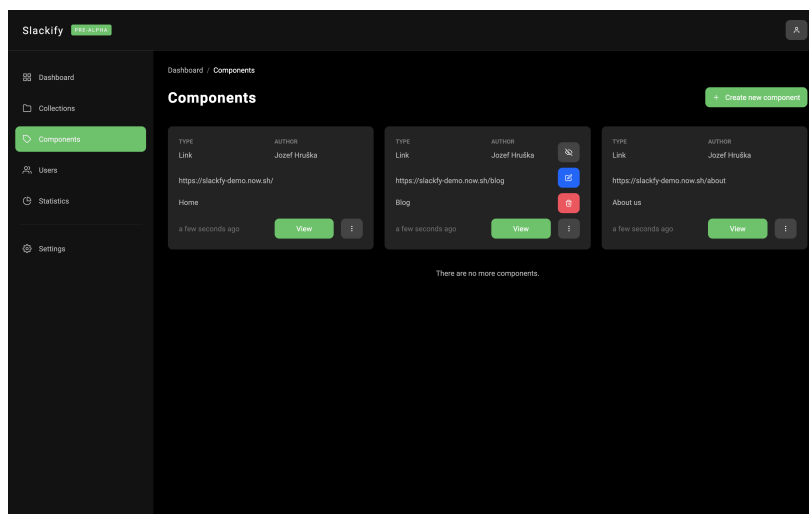 Slackify PRE-ALPHA
Dashboard
Collections
Components
Users
Statistics
Settings
Dashboard / Components
Components
+ Create new component
TYPE AUTHOR
Link Jozef Hruška
https://slackfy-demo.now.sh/
Home
a few seconds ago View
TYPE AUTHOR
Link Jozef Hruška
https://slackfy-demo.now.sh/blog
Blog
a few seconds ago View
TYPE AUTHOR
Link Jozef Hruška
https://slackfy-demo.now.sh/about
About us
a few seconds ago View
There are no more components.